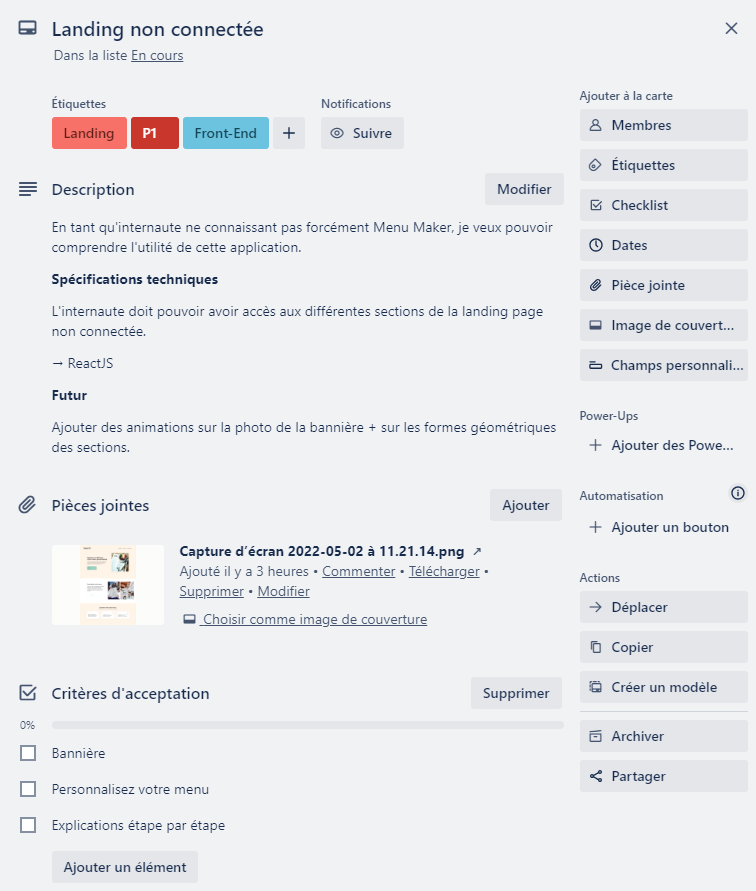 Landing non connectée
Dans la liste En cours
Étiquettes
Landing
P1
Front-End
Notifications
Suivre
Description
Modifier
En tant qu'internaute ne connaissant pas forcément Menu Maker, je veux pouvoir
comprendre l'utilité de cette application.
Spécifications techniques
L'internaute doit pouvoir avoir accès aux différentes sections de la landing page
non connectée.
→ ReactJS
Futur
Ajouter des animations sur la photo de la bannière + sur les formes géométriques
des sections.
Pièces jointes
Ajouter
Capture d’écran 2022-05-02 à 11.21.14.png ↗
Ajouté il y a 3 heures • Commenter • Télécharger •
Supprimer • Modifier
Choisir comme image de couverture
Critères d'acceptation
Supprimer
0%
Bannière
Personnalisez votre menu
Explications étape par étape
Ajouter un élément
Ajouter à la carte
Membres
Étiquettes
Checklist
Dates
Pièce jointe
Image de couvert...
Champs personnali...
Power-Ups
+ Ajouter des Powe...
Automatisation
+ Ajouter un bouton
Actions
Déplacer
Copier
Créer un modèle
Archiver
Partager